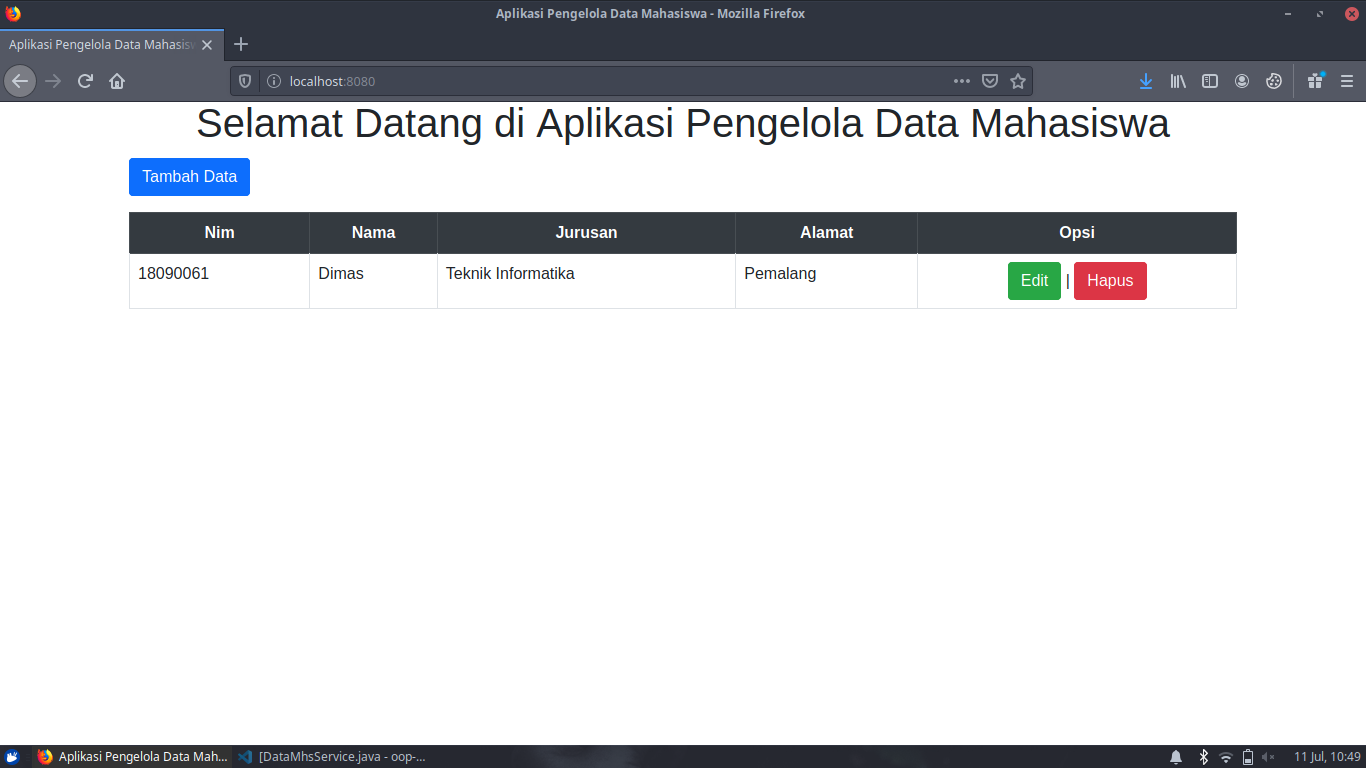 Aplikasi Pengelola Data Mahasiswa - Mozilla Firefox
Aplikasi Pengelola Data Mahasisw
localhost:8080
Selamat Datang di Aplikasi Pengelola Data Mahasiswa
Tambah Data
Nim Nama Jurusan Alamat Opsi
18090061 Dimas Teknik Informatika Pemalang Edit | Hapus
Aplikasi Pengelola Data Mah... [DataMhsService.java - oop-... 11 Jul, 10:49